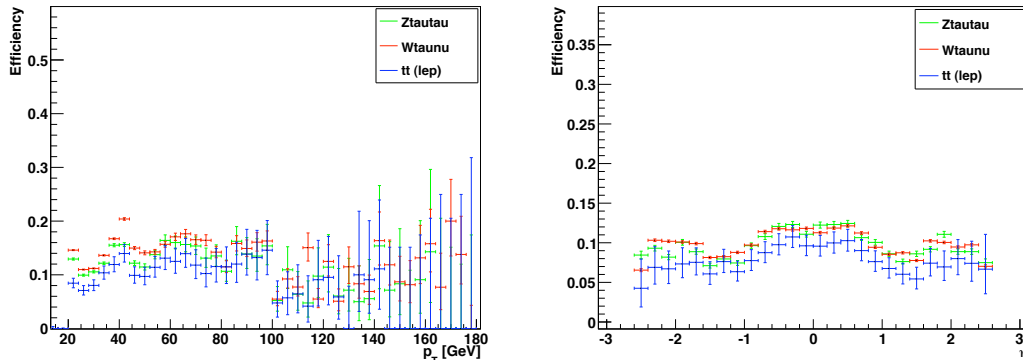 Efficiency
0.5
0.4
0.3
0.2
0.1
0
20 40 60 80 100 120 140 160 180
p_T [GeV]
Ztautau
Wtaunu
tt (lep)
Efficiency
0.35
0.3
0.25
0.2
0.15
0.1
0.05
0
-3 -2 -1 0 1 2 3
Ztautau
Wtaunu
tt (lep)